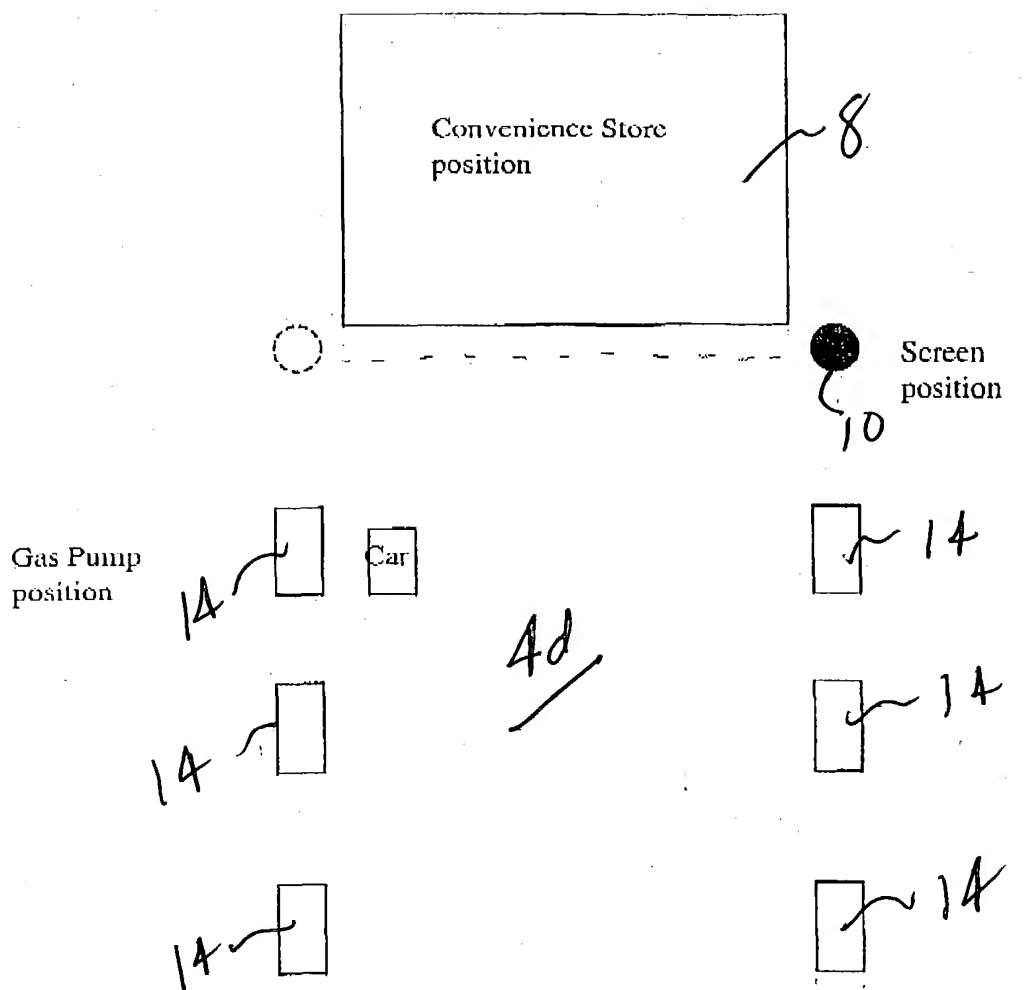 Convenience Store
position
8
Screen
position
10
Gas Pump
position
14
Car
14
4d
14
14
14
14